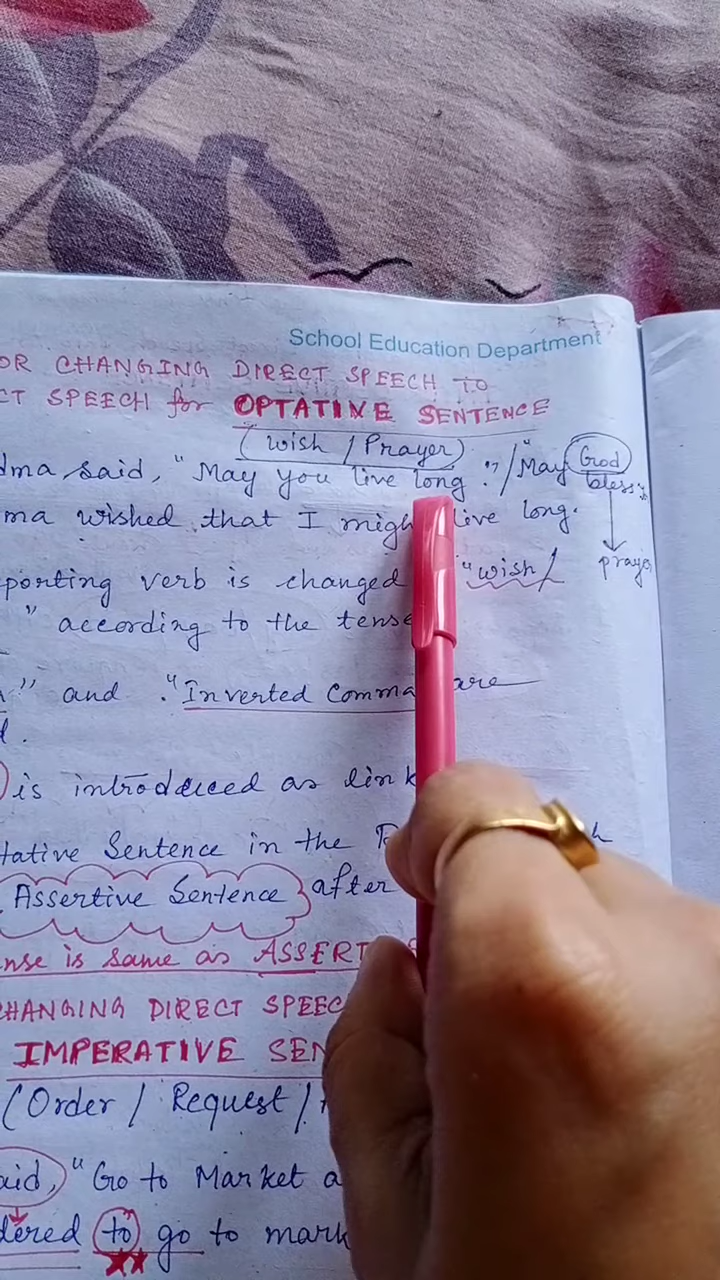 School Education Department
OR CHANGING DIRECT SPEECH TO
CT SPEECH for OPTATIVE SENTENCE
(wish / Prayer)
dma said, "May you live long."/"May God bless
ma wished that I migh live long.
prayer
porting verb is changed "wish/
" according to the tense
" and "Inverted Comma are
d.
is introduced as link
tative Sentence in the
Assertive Sentence after
nse is same as ASSERT
CHANGING DIRECT SPEEC
IMPERATIVE SEN
(Order / Request /
aid, "Go to Market a
dered to go to mark